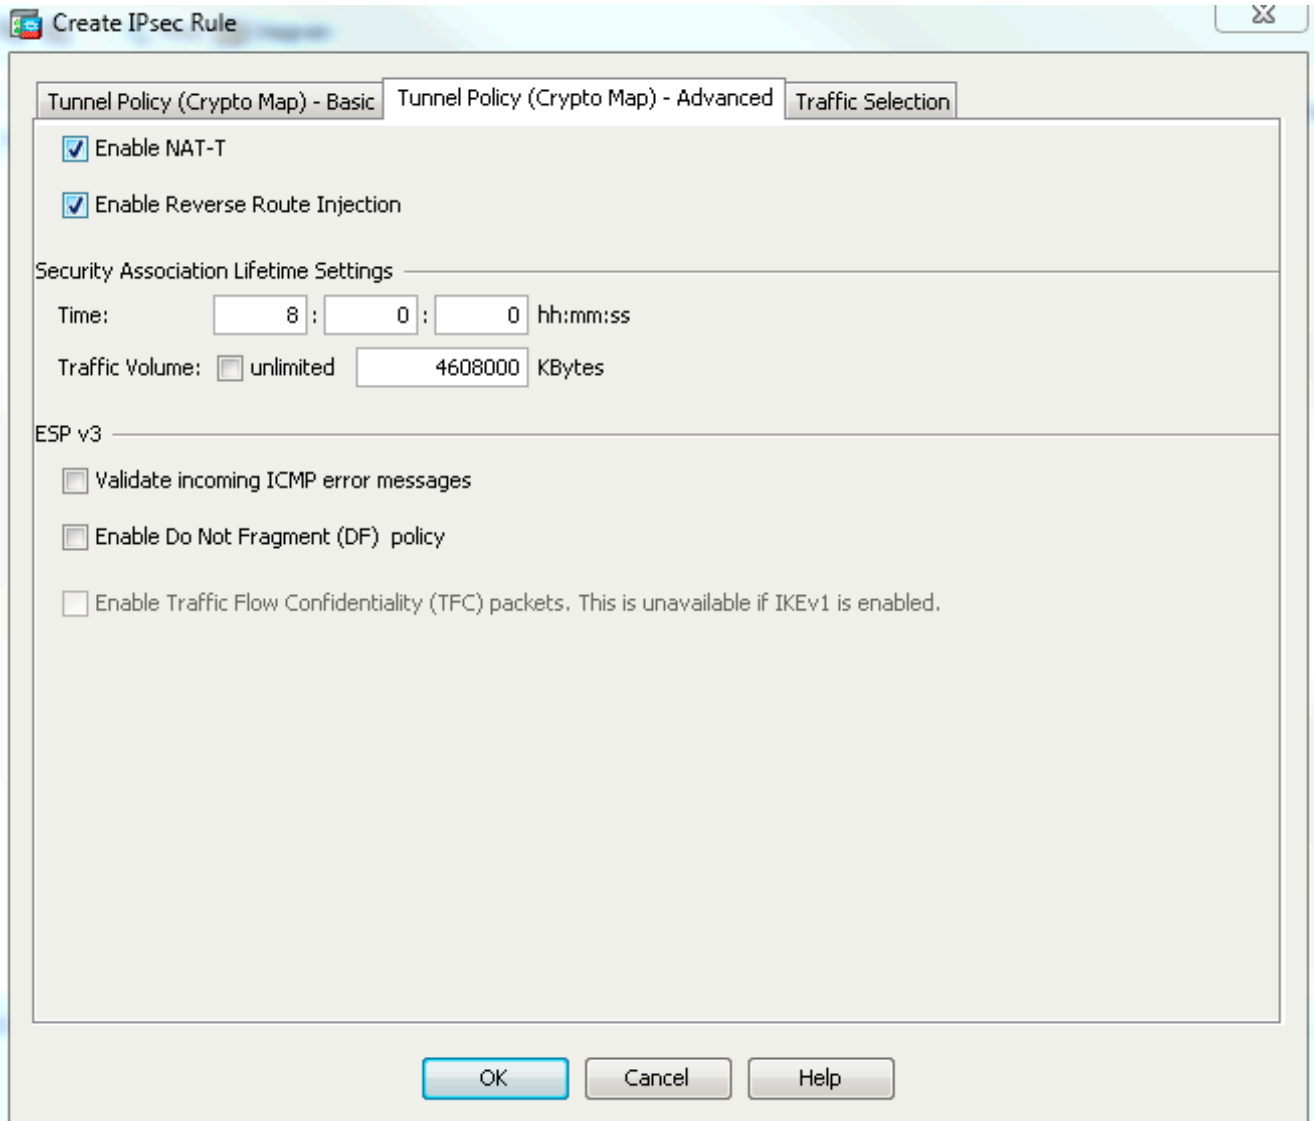 Create IPsec Rule
Tunnel Policy (Crypto Map) - Basic Tunnel Policy (Crypto Map) - Advanced Traffic Selection
Enable NAT-T
Enable Reverse Route Injection
Security Association Lifetime Settings
Time: 8 : 0 : 0 hh:mm:ss
Traffic Volume: unlimited 4608000 KBytes
ESP v3
Validate incoming ICMP error messages
Enable Do Not Fragment (DF) policy
Enable Traffic Flow Confidentiality (TFC) packets. This is unavailable if IKEv1 is enabled.
OK Cancel Help